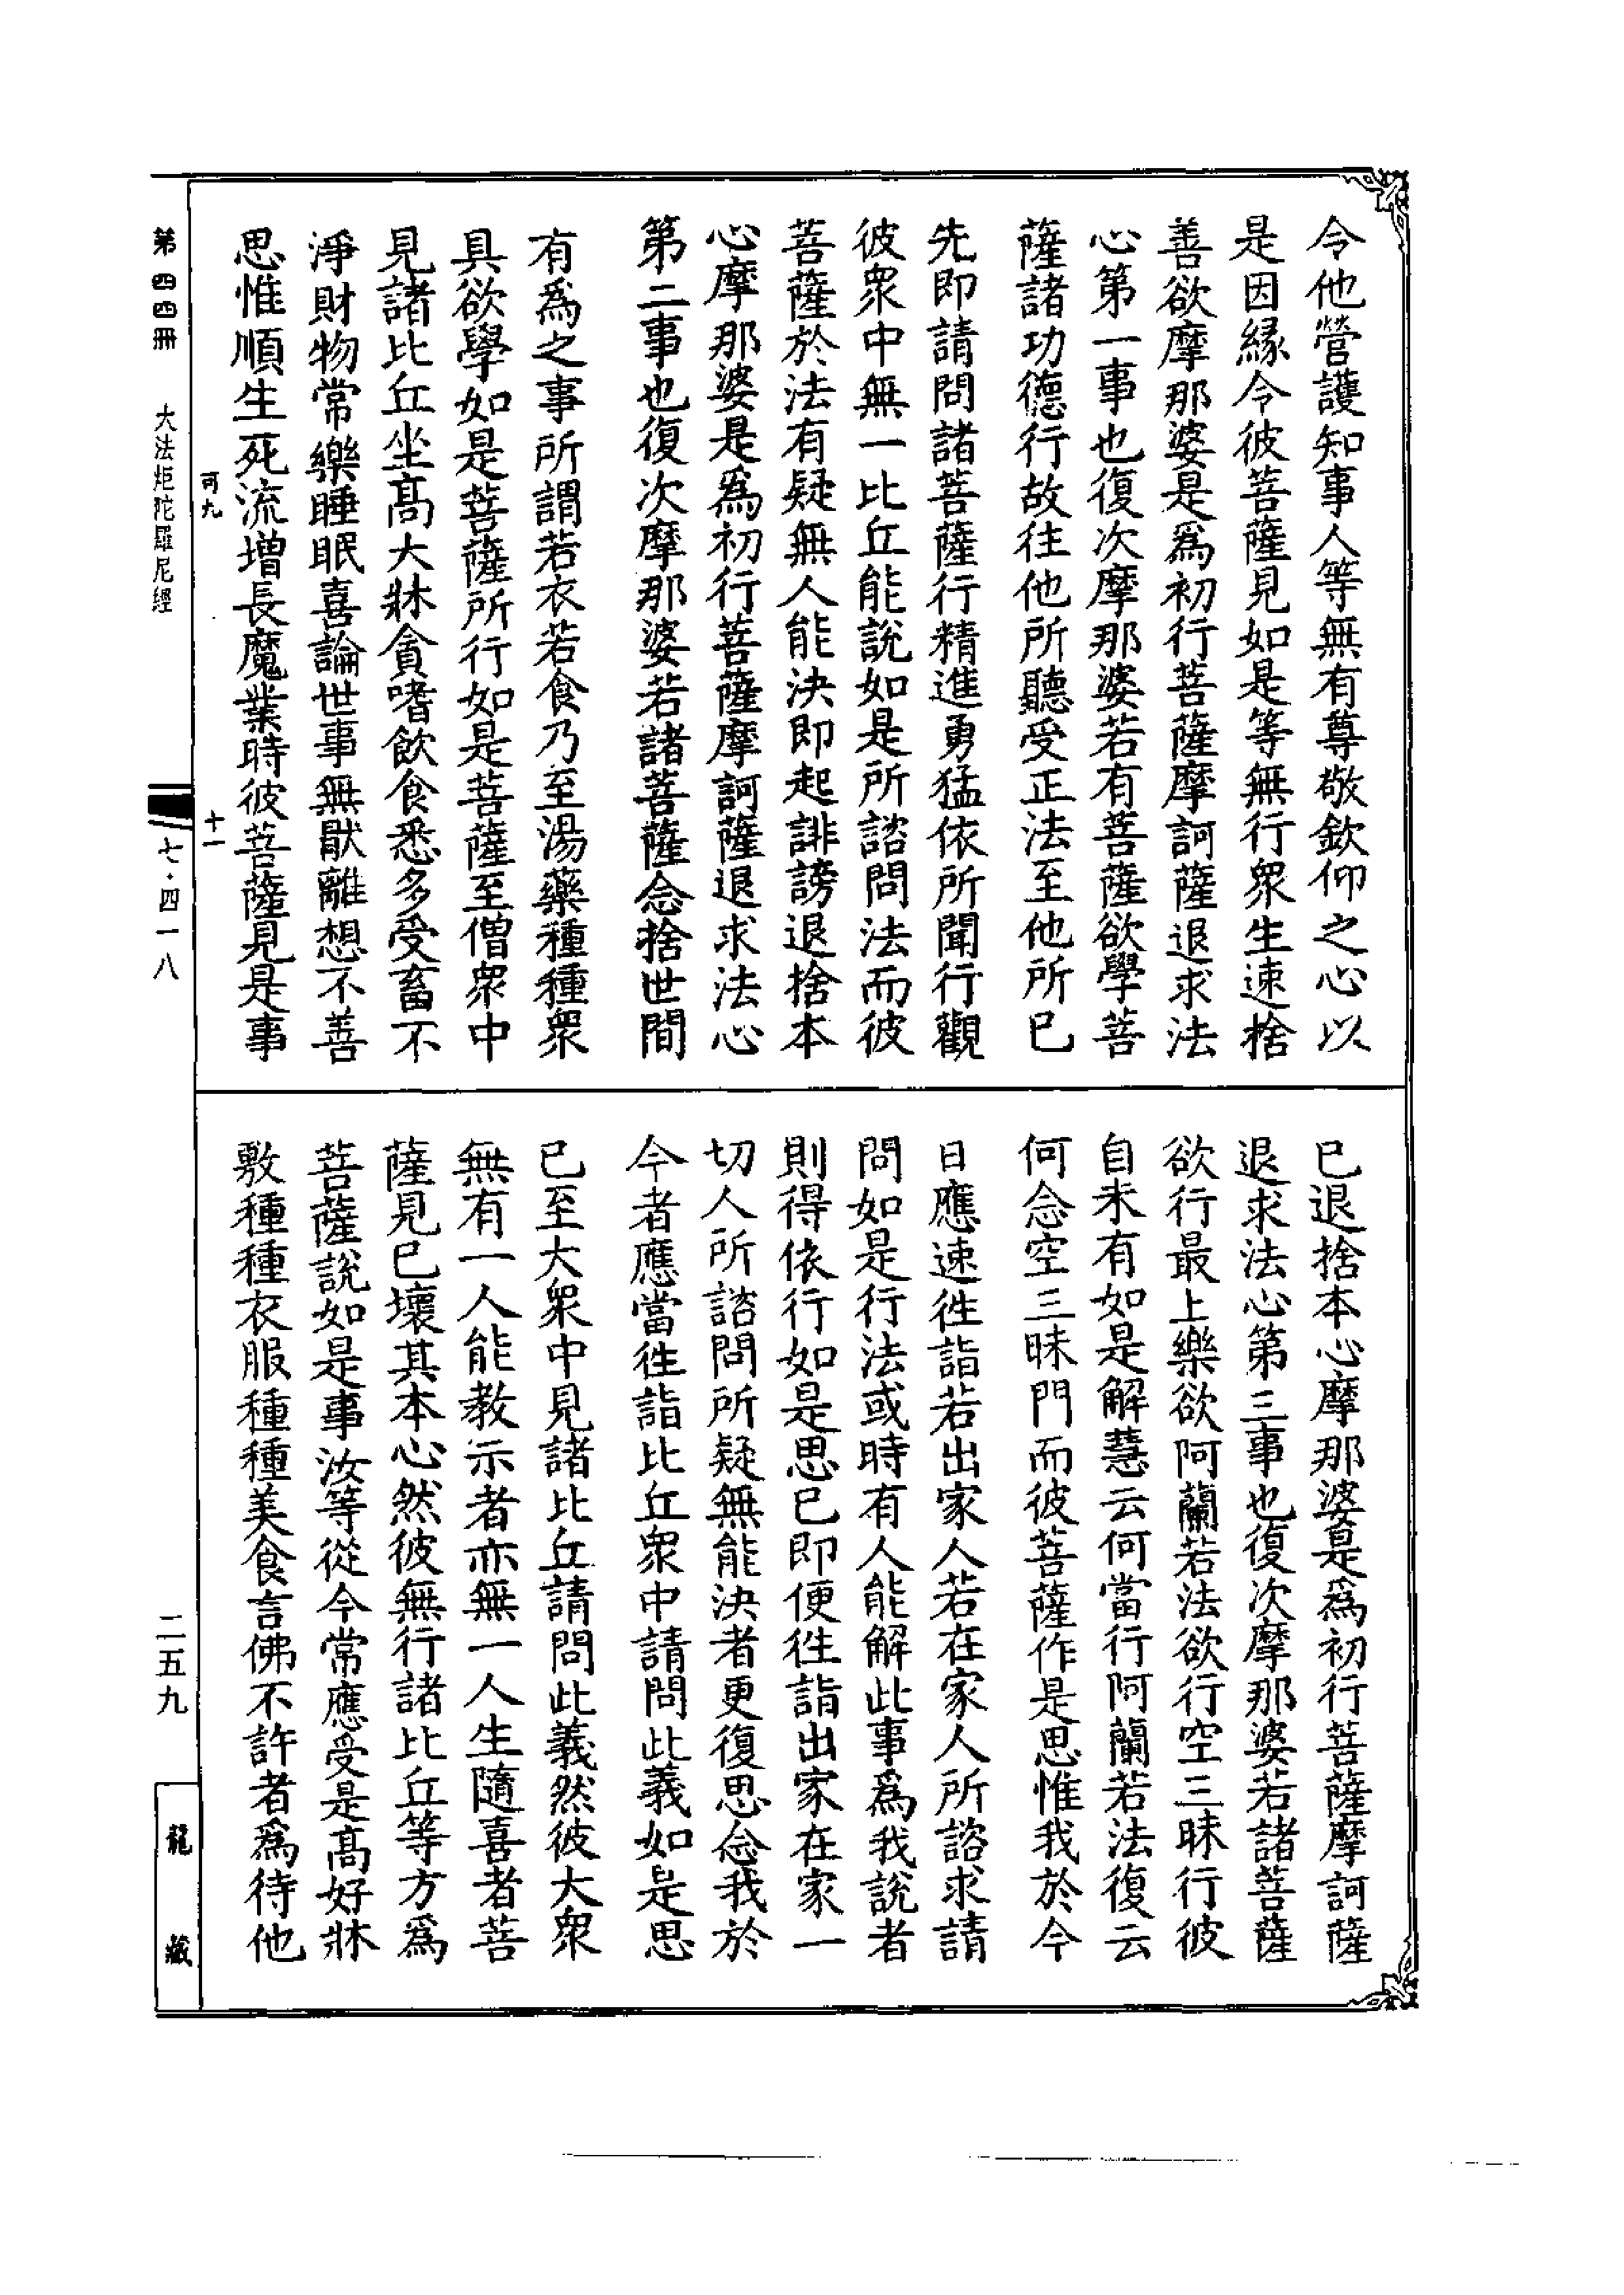 令他營護知事人等無有尊敬欽仰之心以
是因緣令彼菩薩見如是等無行衆生速捨
善欲摩那婆是爲初行菩薩摩訶薩退求法
心第一事也復次摩那婆若有菩薩欲學菩
薩諸功德行故往他所聽受正法至他所已
先即請問諸菩薩行精進勇猛依所聞行觀
彼衆中無一比丘能說如是所諮問法而彼
菩薩於法有疑無人能決即起誹謗退捨本
心摩那婆是爲初行菩薩摩訶薩退求法心
第二事也復次摩那婆若諸菩薩念捨世間
有爲之事所謂若衣若食乃至湯藥種種衆
具欲學如是菩薩所行如是菩薩至僧衆中
見諸比丘坐高大牀貪嗜飲食悉多受畜不
淨財物常樂睡眠喜論世事無猒離想不善
思惟順生死流增長魔業時彼菩薩見是事
已退捨本心摩那婆是爲初行菩薩摩訶薩
退求法心第三事也復次摩那婆若諸菩薩
欲行最上樂欲阿蘭若法欲行空三昧行彼
自未有如是解慧云何當行阿蘭若法復云
何念空三昧門而彼菩薩作是思惟我於今
日應速徃詣若出家人若在家人所諮求請
問如是行法或時有人能解此事爲我說者
則得依行如是思已即便徃詣出家在家一
切人所諮問所疑無能決者更復思念我於
今者應當徃詣比丘衆中請問此義如是思
已至大衆中見諸比丘請問此義然彼大衆
無有一人能教示者亦無一人生隨喜者菩
薩見已壞其本心然彼無行諸比丘等方爲
菩薩說如是事汝等從今常應受是高好牀
敷種種衣服種種美食言佛不許者爲待他
可九
十一
第四四冊
大法炬陀羅尼經
七·四一八
二五九
龍藏